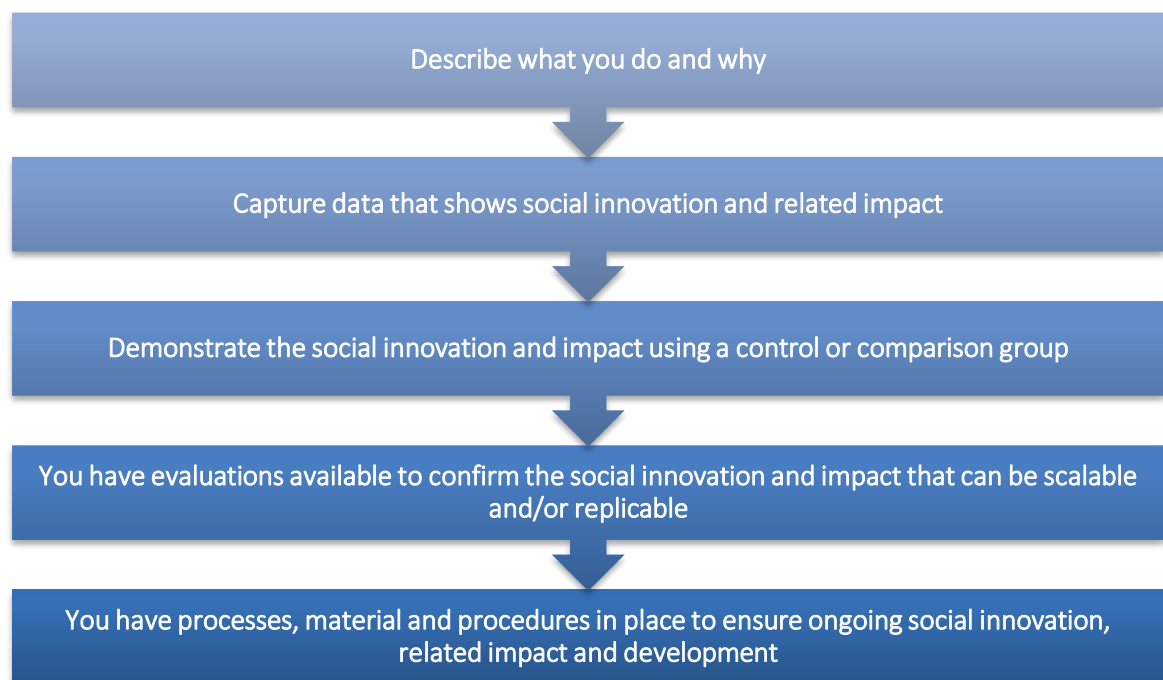 Describe what you do and why
Capture data that shows social innovation and related impact
Demonstrate the social innovation and impact using a control or comparison group
You have evaluations available to confirm the social innovation and impact that can be scalable
and/or replicable
You have processes, material and procedures in place to ensure ongoing social innovation,
related impact and development